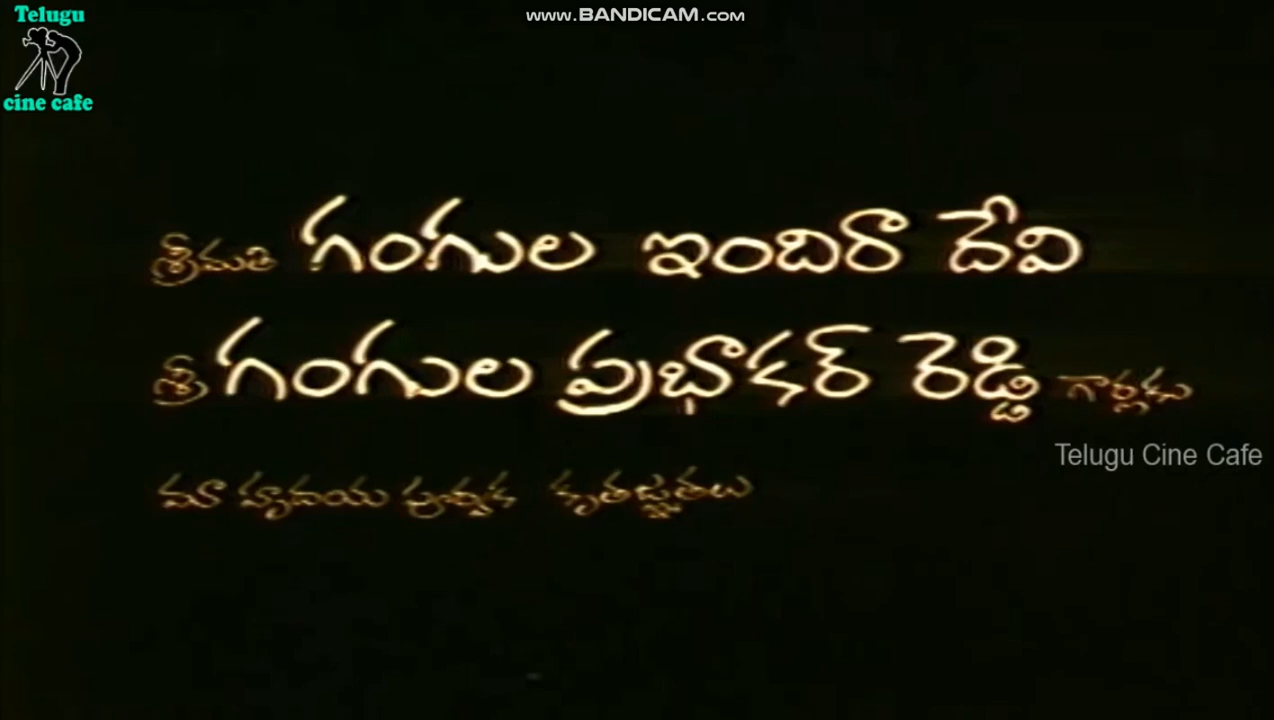 Telugu
cine cafe
www.BANDICAM.com
శ్రీమతి గంగుల ఇందిరా దేవి
శ్రీ గంగుల ప్రభాకర్ రెడ్డి గార్లకు
Telugu Cine Cafe
మా హృదయ పూర్వక కృతజ్ఞతలు